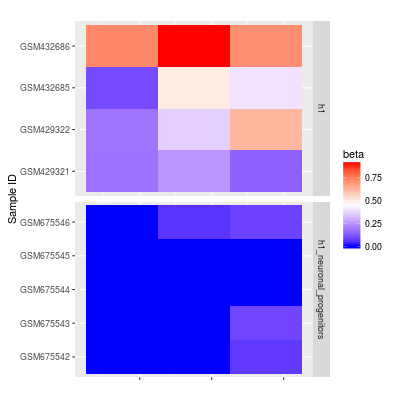 Sample ID
GSM432686
GSM432685
GSM429322
GSM429321
h1
GSM675546
GSM675545
GSM675544
GSM675543
GSM675542
h1_neuronal_progenitors
beta
0.75
0.50
0.25
0.00